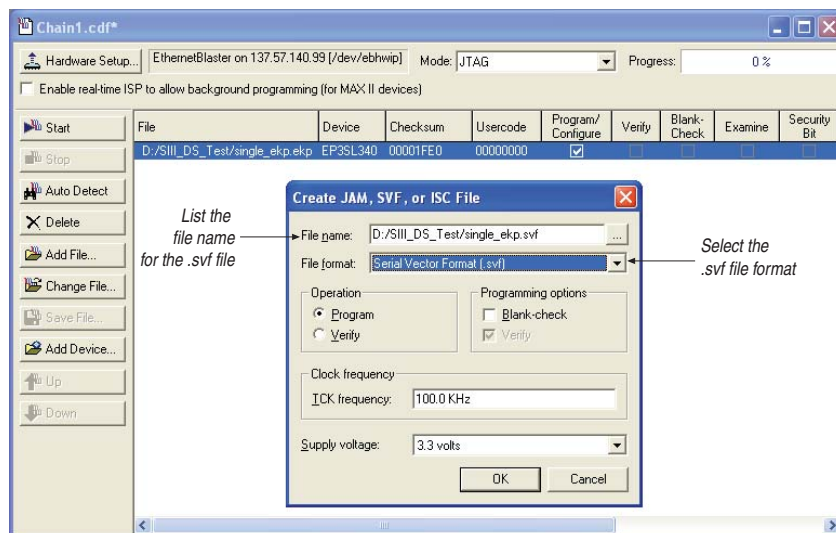 Chain1.cdf*
Hardware Setup... EthernetBlaster on 137.57.140.99 [/dev/ebhwip] Mode: JTAG Progress: 0 %
Enable real-time ISP to allow background programming (for MAX II devices)
Start
Stop
Auto Detect
Delete
Add File...
Change File...
Save File...
Add Device...
Up
Down
File Device Checksum Usercode Program/Configure Verify Blank-Check Examine Security Bit
D:/SIII_DS_Test/single_ekp.ekp EP3SL340 00001FE0 00000000
Create JAM, SVF, or ISC File
List the
file name
for the .svf file
File name: D:/SIII_DS_Test/single_ekp.svf ...
File format: Serial Vector Format (.svf)
Select the
.svf file format
Operation
Program
Verify
Programming options
Blank-check
Verify
Clock frequency
TCK frequency: 100.0 KHz
Supply voltage: 3.3 volts
OK Cancel